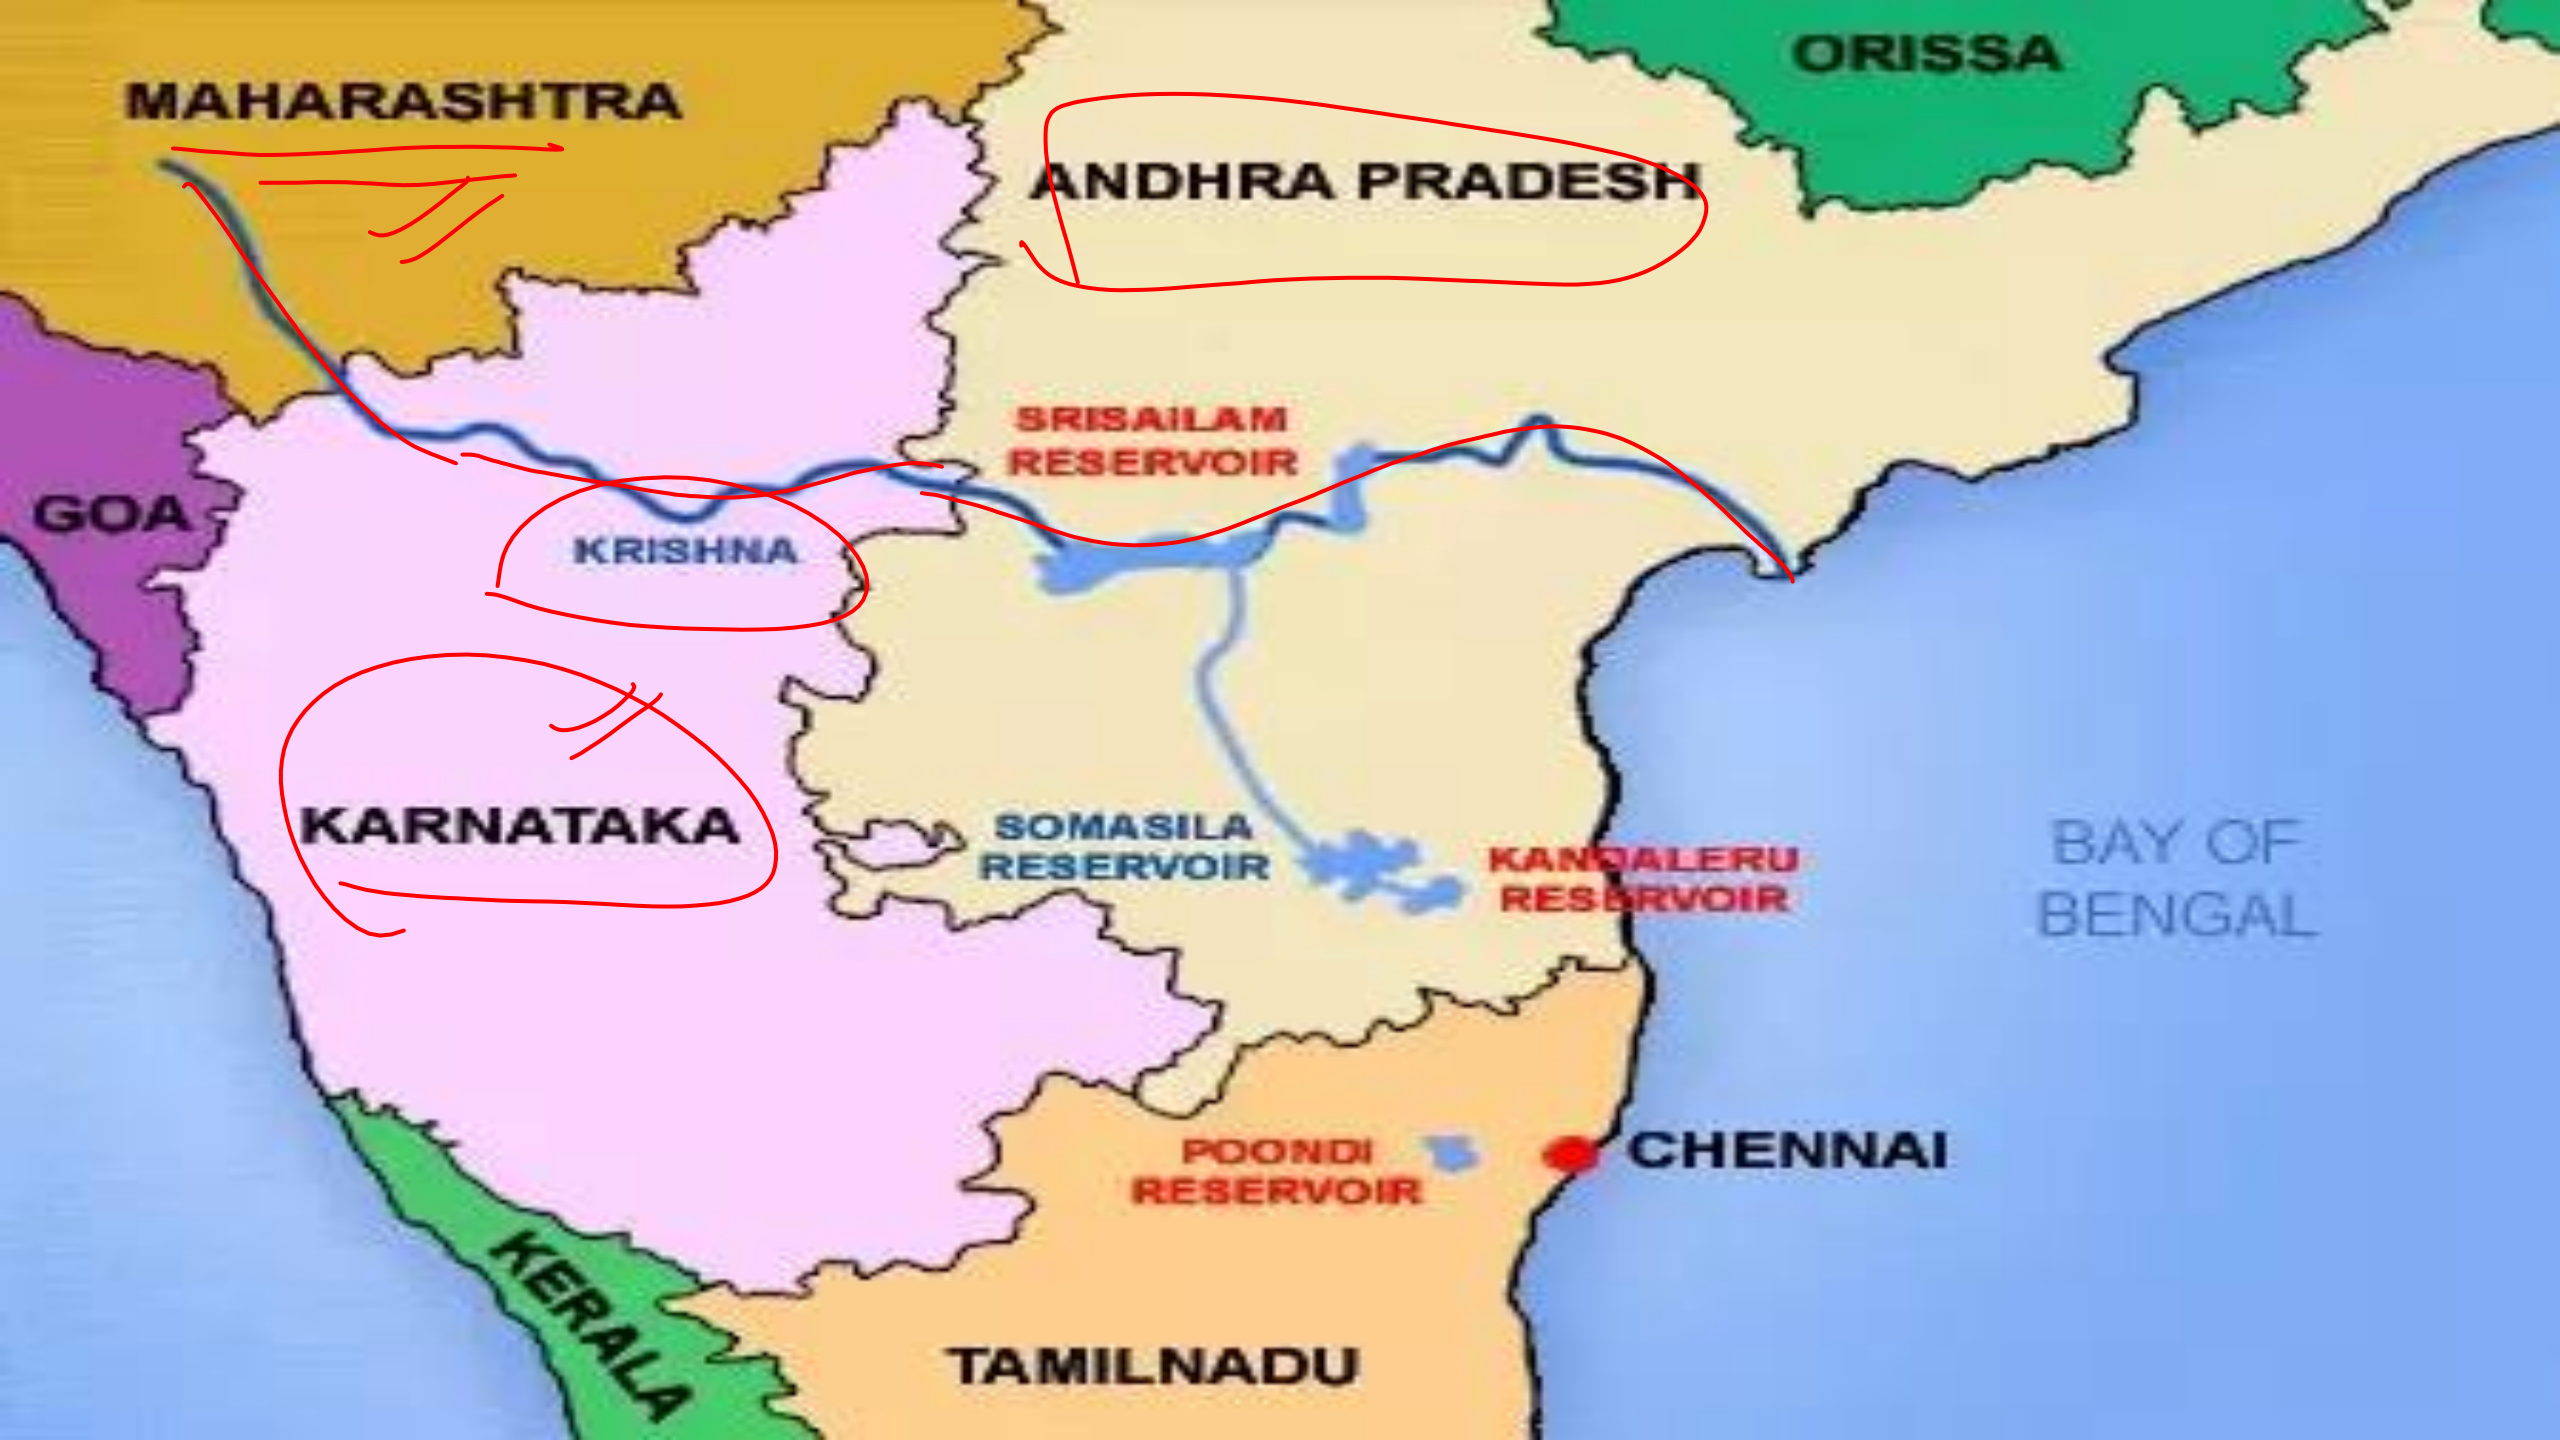 MAHARASHTRA
ORISSA
ANDHRA PRADESH
SRISAILAM
RESERVOIR
GOA
KRISHNA
KARNATAKA
SOMASILA
RESERVOIR
KANDALERU
RESERVOIR
BAY OF
BENGAL
POONDI
RESERVOIR
CHENNAI
KERALA
TAMILNADU